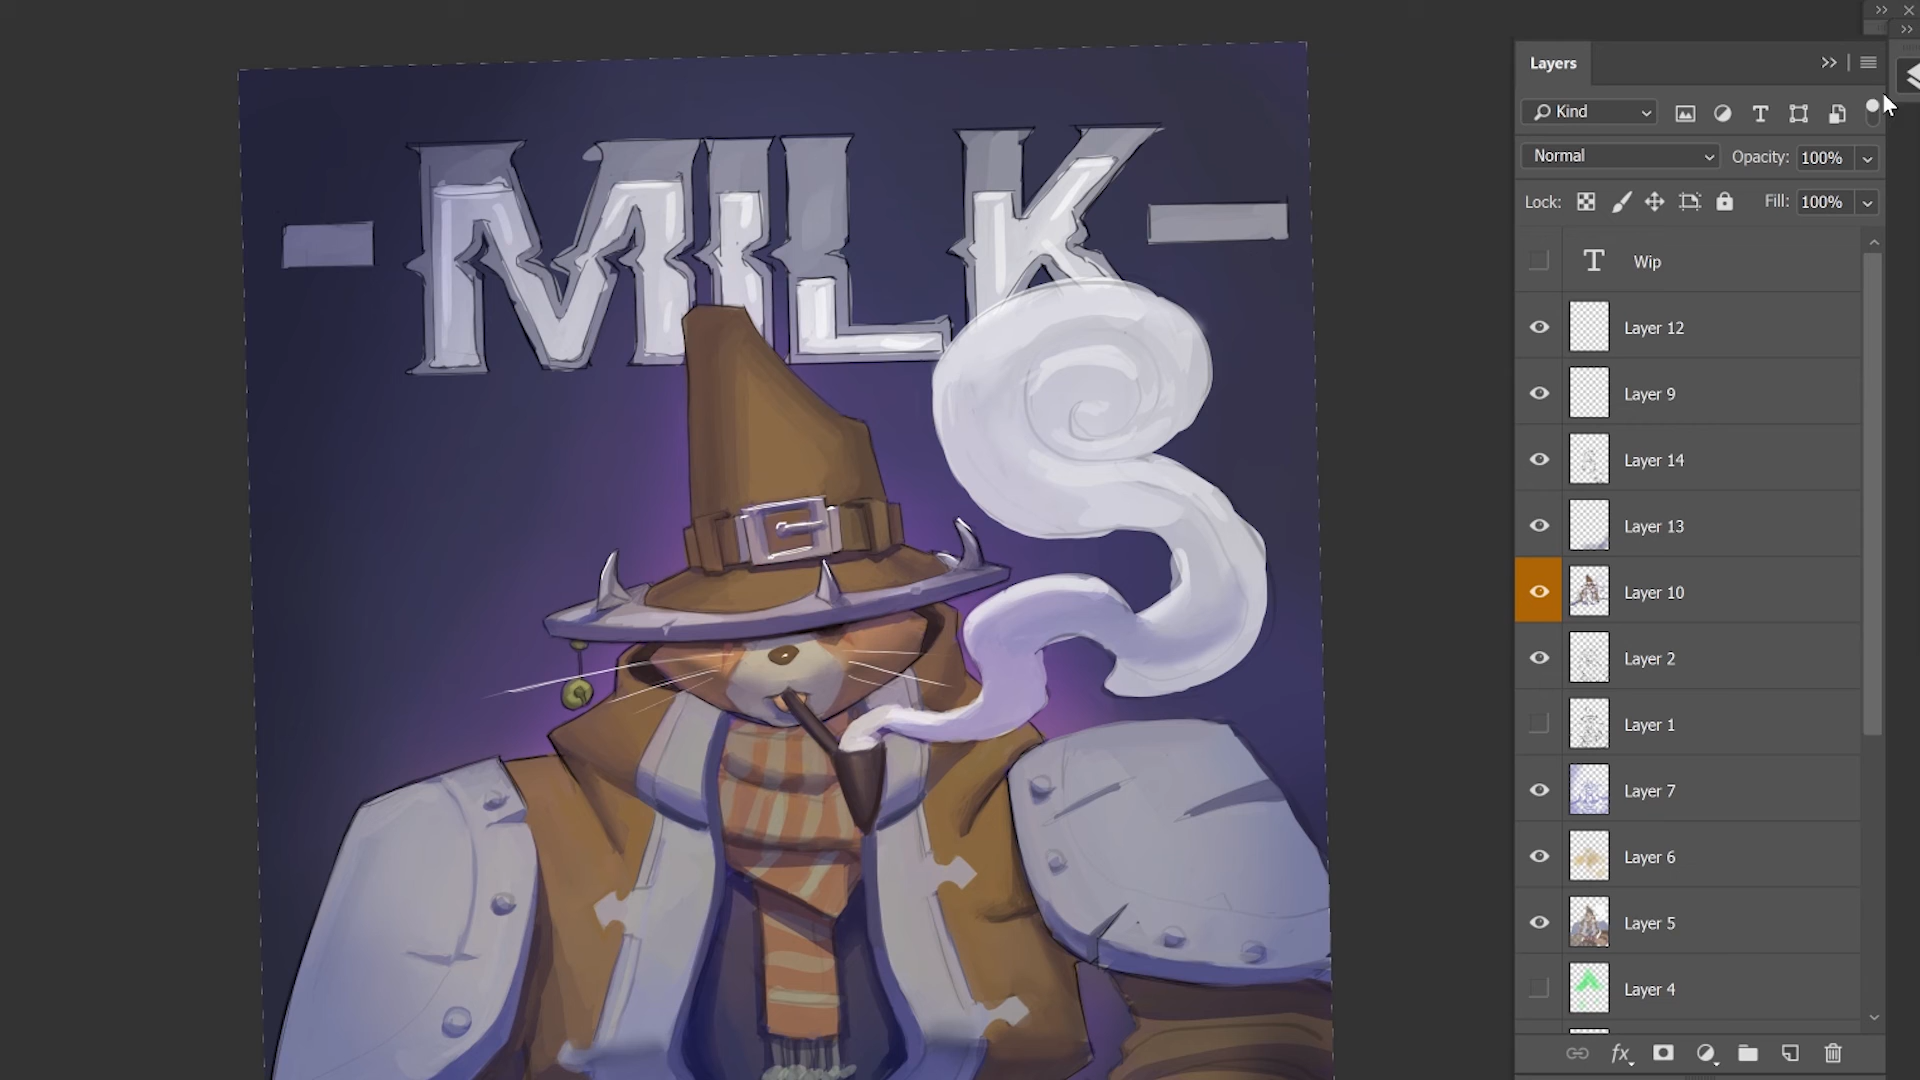 -MILK-
Layers
Kind
Normal
Opacity: 100%
Lock:
Fill: 100%
T Wip
Layer 12
Layer 9
Layer 14
Layer 13
Layer 10
Layer 2
Layer 1
Layer 7
Layer 6
Layer 5
Layer 4
fx